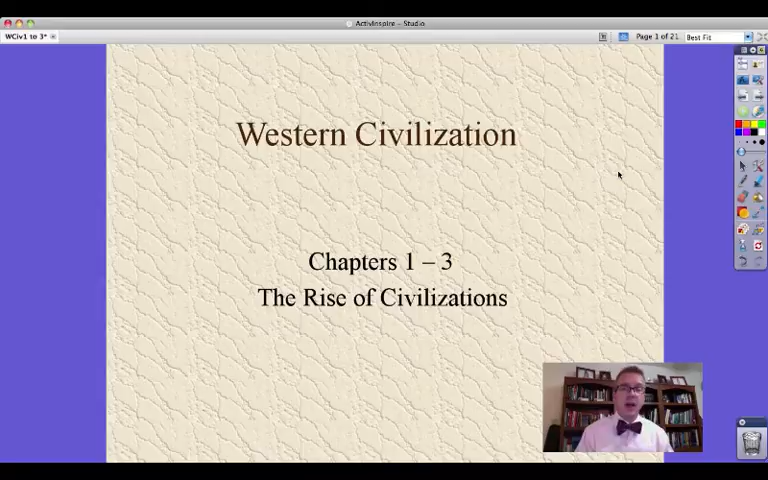 ActivInspire – Studio
WCiv1 to 3*
Page 1 of 21
Best Fit
Western Civilization
Chapters 1 – 3
The Rise of Civilizations